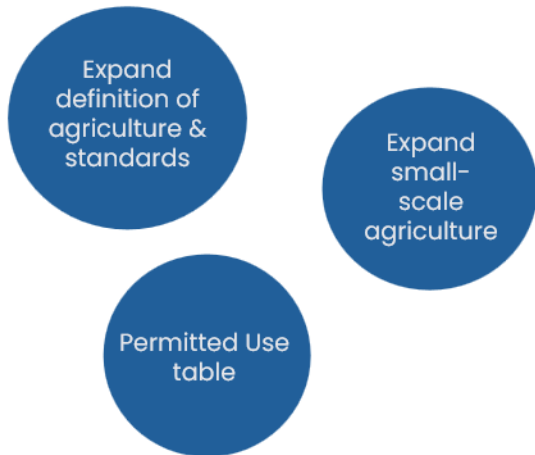 Expand
definition of
agriculture &
standards
Expand
small-
scale
agriculture
Permitted Use
table